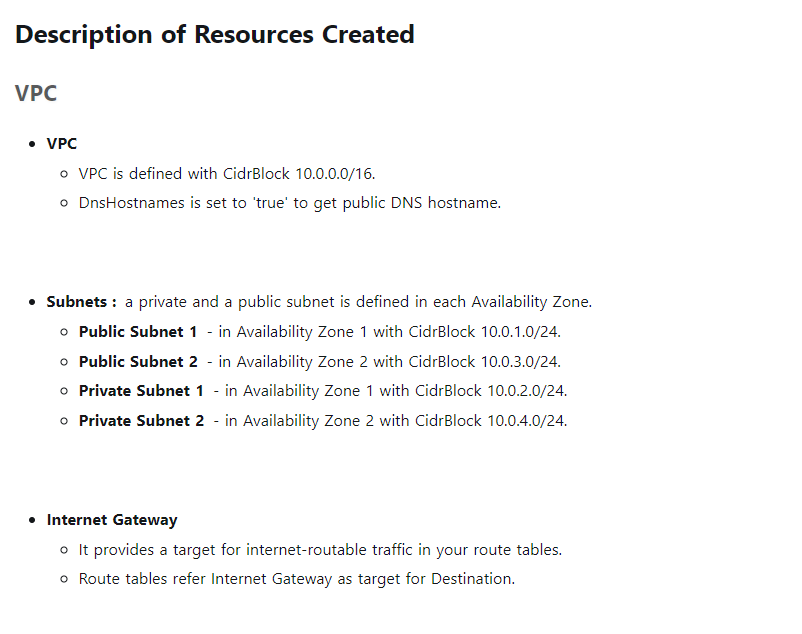 Description of Resources Created
VPC
VPC
VPC is defined with CidrBlock 10.0.0.0/16.
DnsHostnames is set to 'true' to get public DNS hostname.
Subnets : a private and a public subnet is defined in each Availability Zone.
Public Subnet 1 - in Availability Zone 1 with CidrBlock 10.0.1.0/24.
Public Subnet 2 - in Availability Zone 2 with CidrBlock 10.0.3.0/24.
Private Subnet 1 - in Availability Zone 1 with CidrBlock 10.0.2.0/24.
Private Subnet 2 - in Availability Zone 2 with CidrBlock 10.0.4.0/24.
Internet Gateway
It provides a target for internet-routable traffic in your route tables.
Route tables refer Internet Gateway as target for Destination.